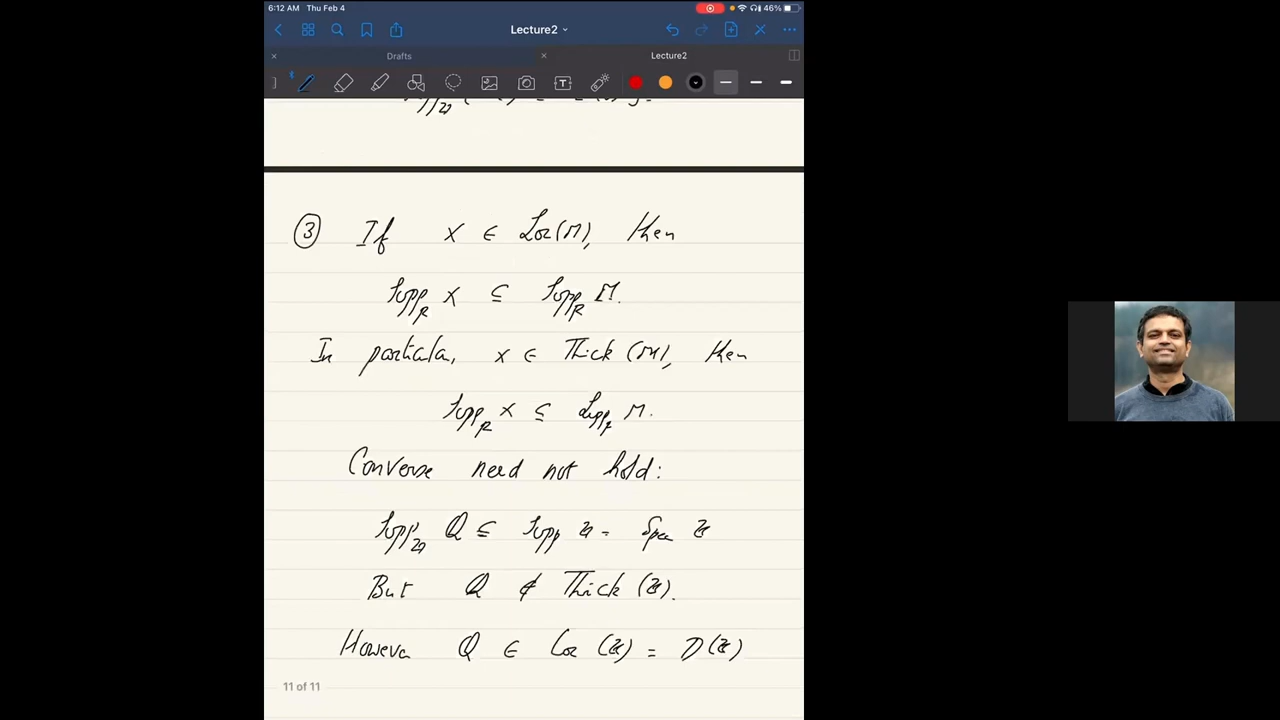 6:12 AM Thu Feb 4
46%
Lecture2
Drafts
Lecture2
③ If X ∈ Loc(M), then
Supp_R X ⊆ Supp_R M.
In particular, X ∈ Thick (M), then
Supp_R X ⊆ Supp_R M.
Converse need not hold:
Supp_ℤ Q ⊆ Supp ℤ = Spec ℤ
But Q ∉ Thick (ℤ).
However Q ∈ Loc (ℤ) = D(ℤ)
11 of 11